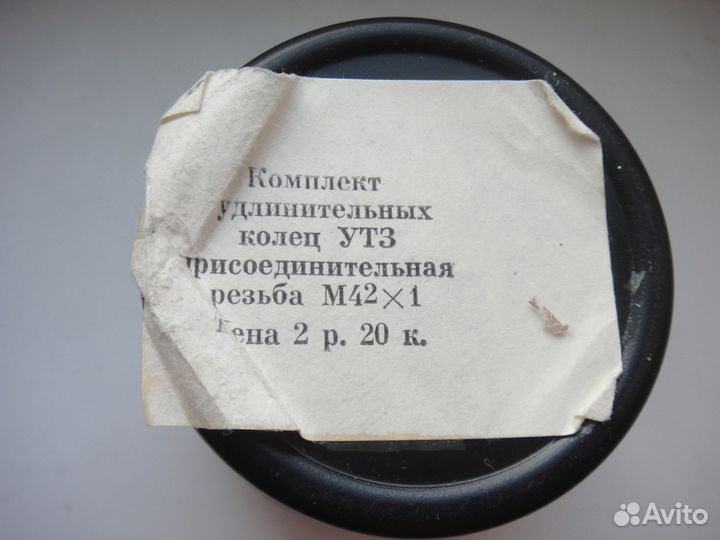 Комплект
удлинительных
колец УТЗ
присоединительная
резьба М42×1
Цена 2 р. 20 к.
Avito